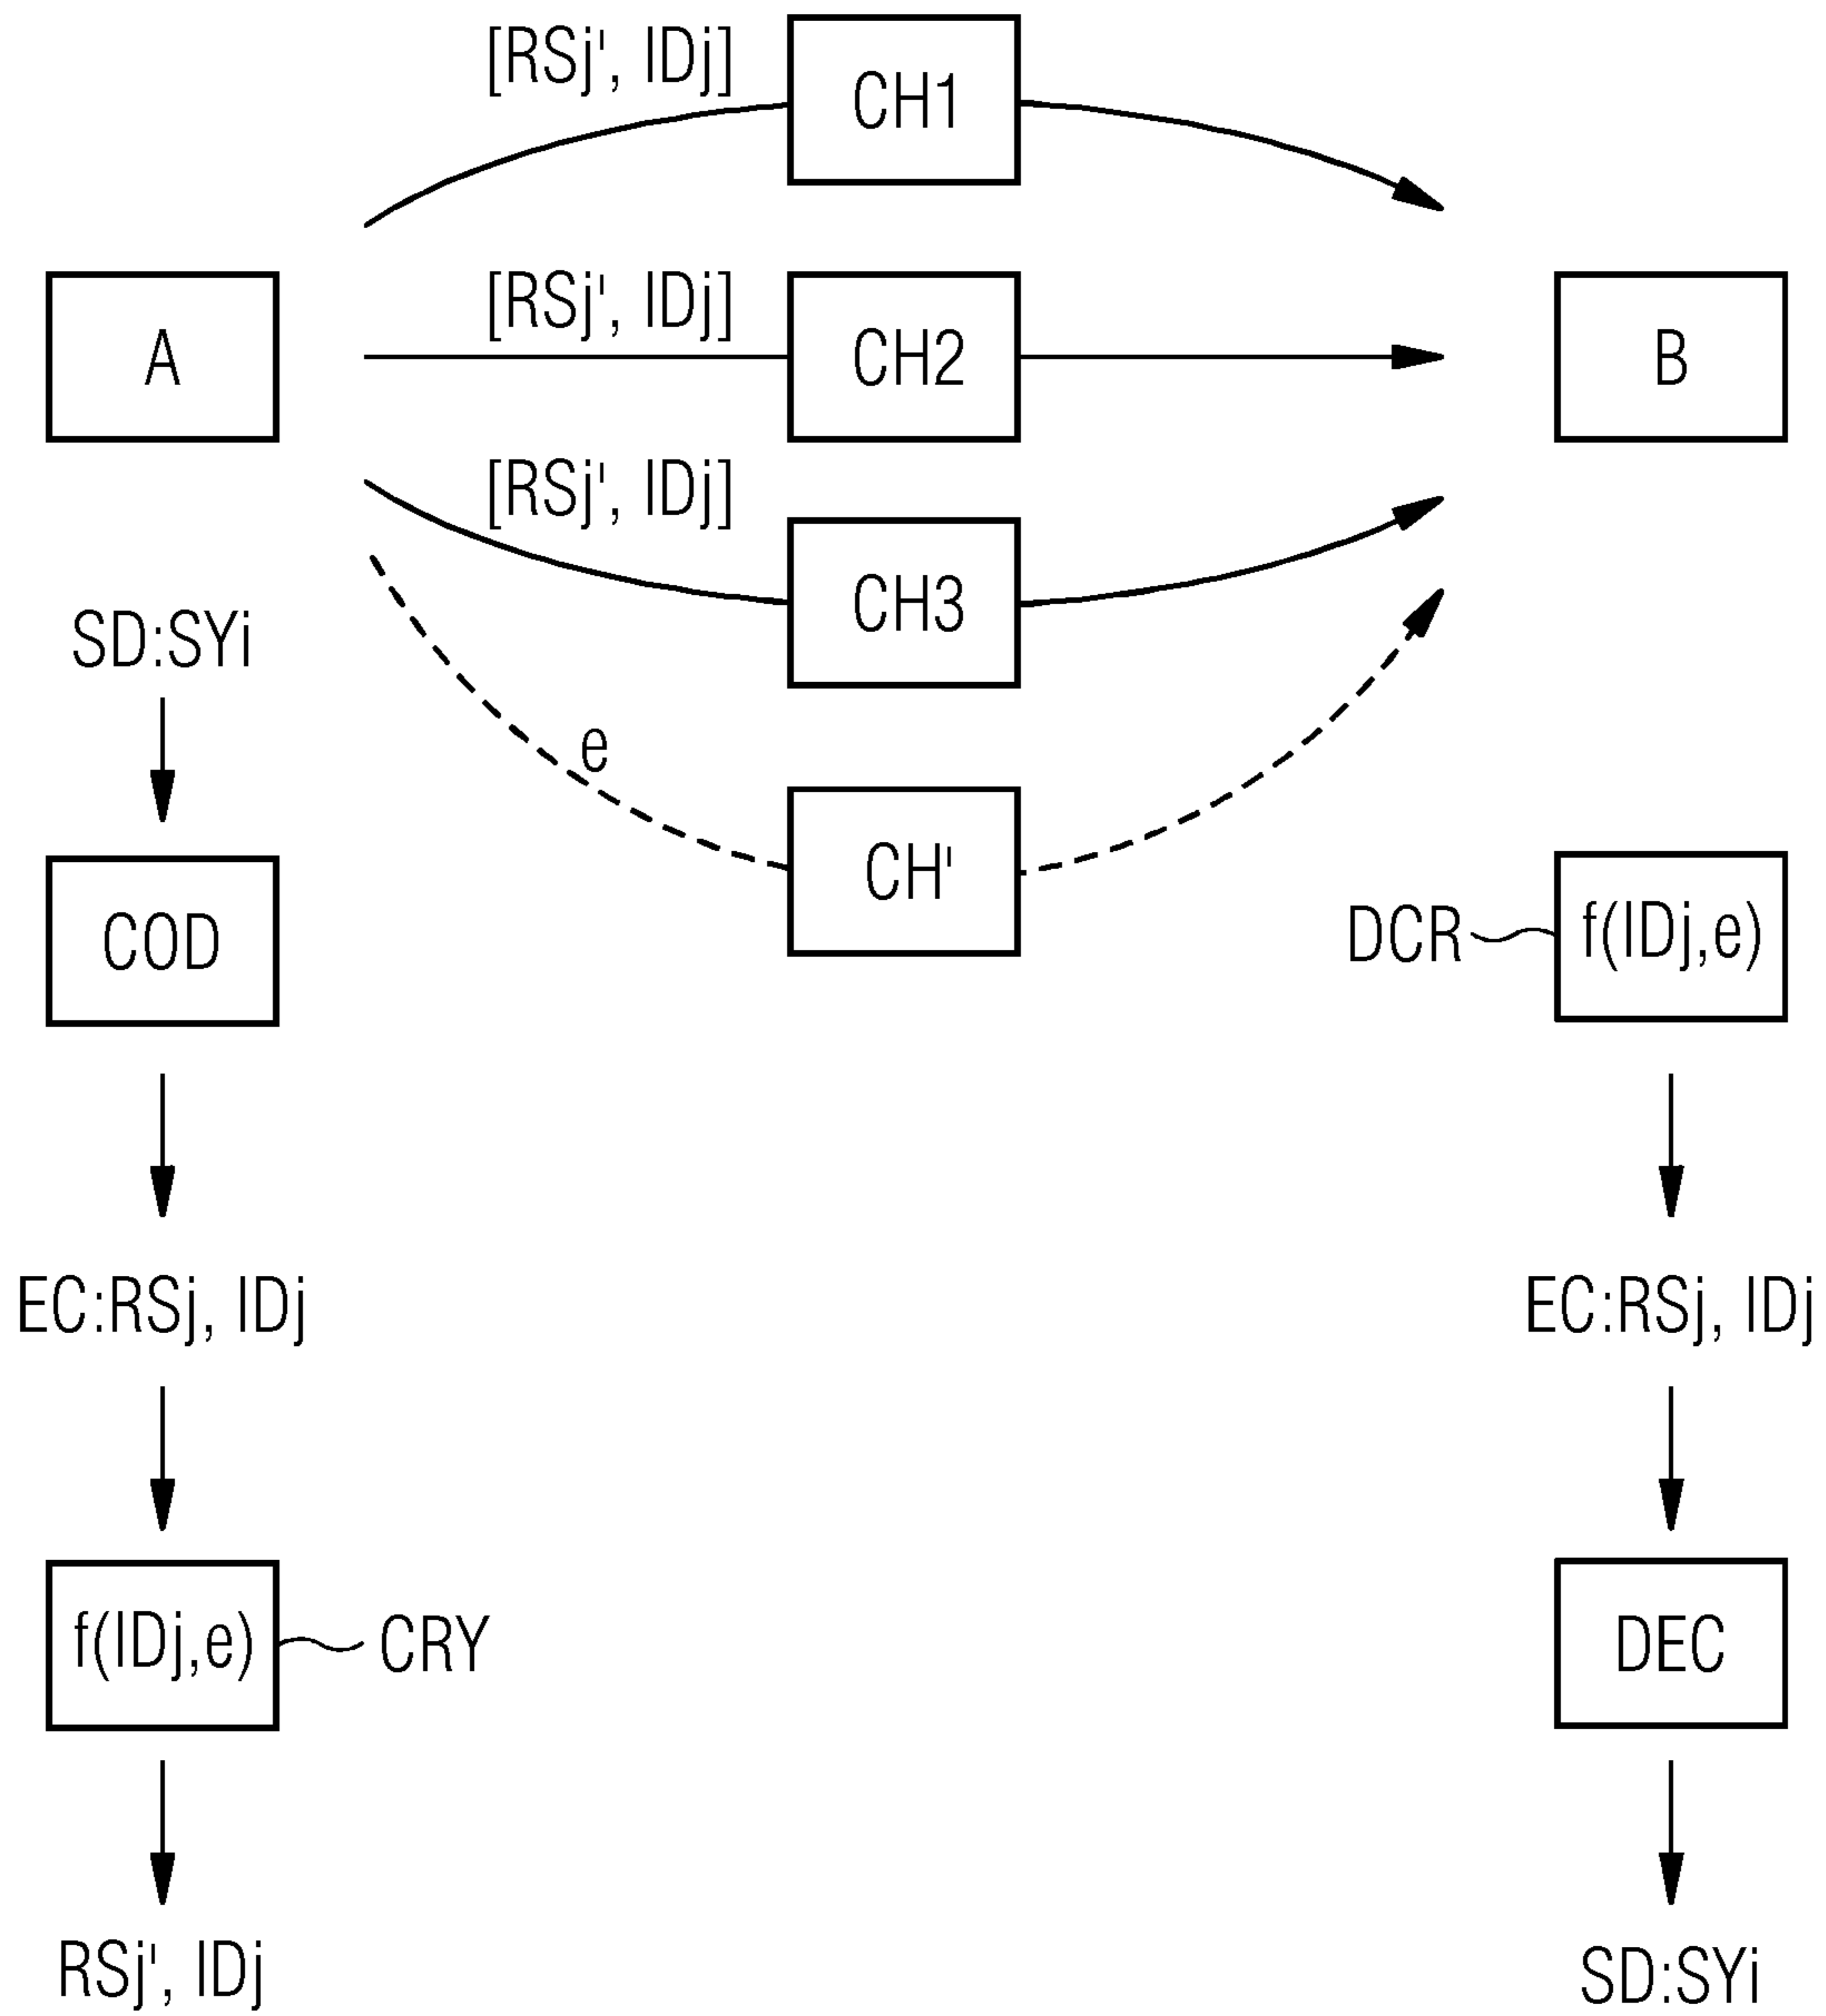 [RSj', IDj]
CH1
[RSj', IDj]
A
CH2
B
[RSj', IDj]
CH3
SD:SYi
e
CH'
COD
DCR
f(IDj,e)
EC:RSj, IDj
EC:RSj, IDj
f(IDj,e)
CRY
DEC
RSj', IDj
SD:SYi